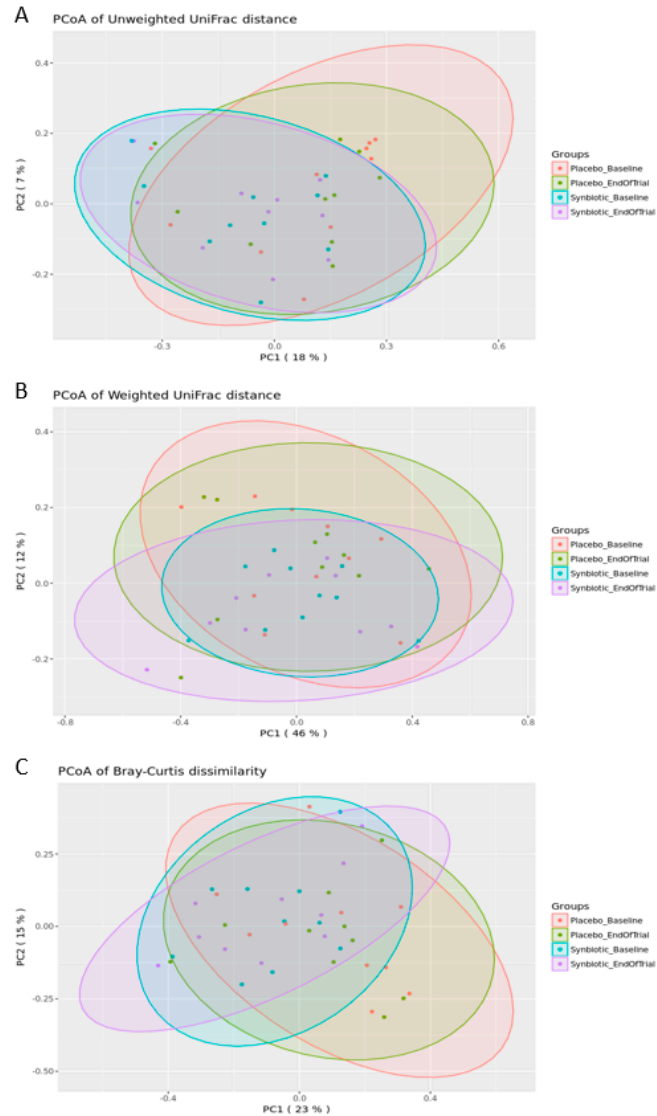 A
PCoA of Unweighted UniFrac distance
0.4
0.2
0.0
-0.2
PC2 ( 7 % )
-0.3
0.0
0.3
0.6
PC1 ( 18 % )
Groups
Placebo_Baseline
Placebo_EndOfTrial
Synbiotic_Baseline
Synbiotic_EndOfTrial
B
PCoA of Weighted UniFrac distance
0.4
0.2
0.0
-0.2
PC2 ( 12 % )
-0.8
-0.4
0.0
0.4
0.8
PC1 ( 46 % )
Groups
Placebo_Baseline
Placebo_EndOfTrial
Synbiotic_Baseline
Synbiotic_EndOfTrial
C
PCoA of Bray-Curtis dissimilarity
0.25
0.00
-0.25
-0.50
PC2 ( 15 % )
-0.4
0.0
0.4
PC1 ( 23 % )
Groups
Placebo_Baseline
Placebo_EndOfTrial
Synbiotic_Baseline
Synbiotic_EndOfTrial